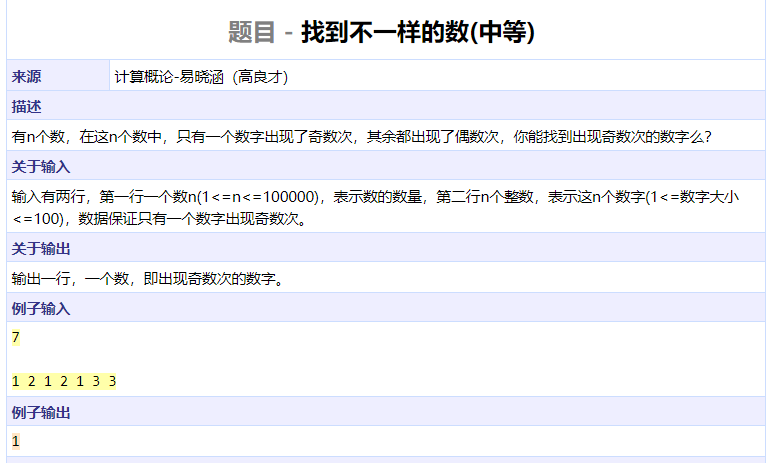 题目 - 找到不一样的数(中等)
来源 计算概论-易晓涵（高良才）
描述
有n个数，在这n个数中，只有一个数字出现了奇数次，其余都出现了偶数次，你能找到出现奇数次的数字么？
关于输入
输入有两行，第一行一个数n(1<=n<=100000)，表示数的数量，第二行n个整数，表示这n个数字(1<=数字大小
<=100)，数据保证只有一个数字出现奇数次。
关于输出
输出一行，一个数，即出现奇数次的数字。
例子输入
7
1 2 1 2 1 3 3
例子输出
1